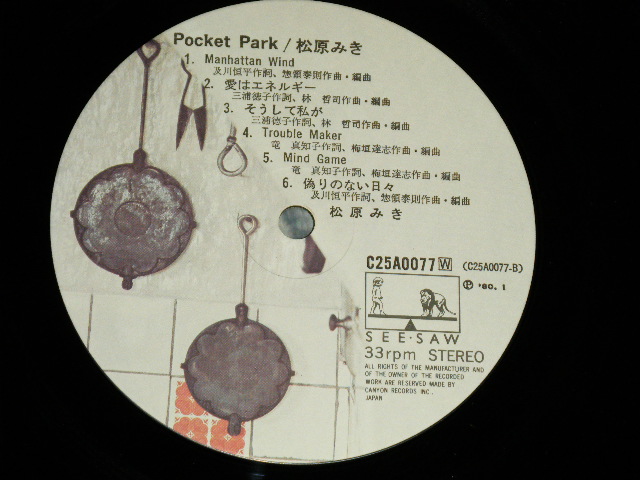 Pocket Park / 松原みき
1. Manhattan Wind
及川恒平作詞、惣領泰則作曲・編曲
2. 愛はエネルギー
三浦徳子作詞、林 哲司作曲・編曲
3. そうして私が
三浦徳子作詞、林 哲司作曲・編曲
4. Trouble Maker
竜 真知子作詞、梅垣達志作曲・編曲
5. Mind Game
竜 真知子作詞、梅垣達志作曲・編曲
6. 偽りのない日々
及川恒平作詞、惣領泰則作曲・編曲
松原みき
C25A0077 W (C25A0077-B)
Ⓟ '80. 1
SEE·SAW
33rpm STEREO
ALL RIGHTS OF THE MANUFACTURER AND
OF THE OWNER OF THE RECORDED
WORK ARE RESERVED MADE BY
CANYON RECORDS INC.
JAPAN